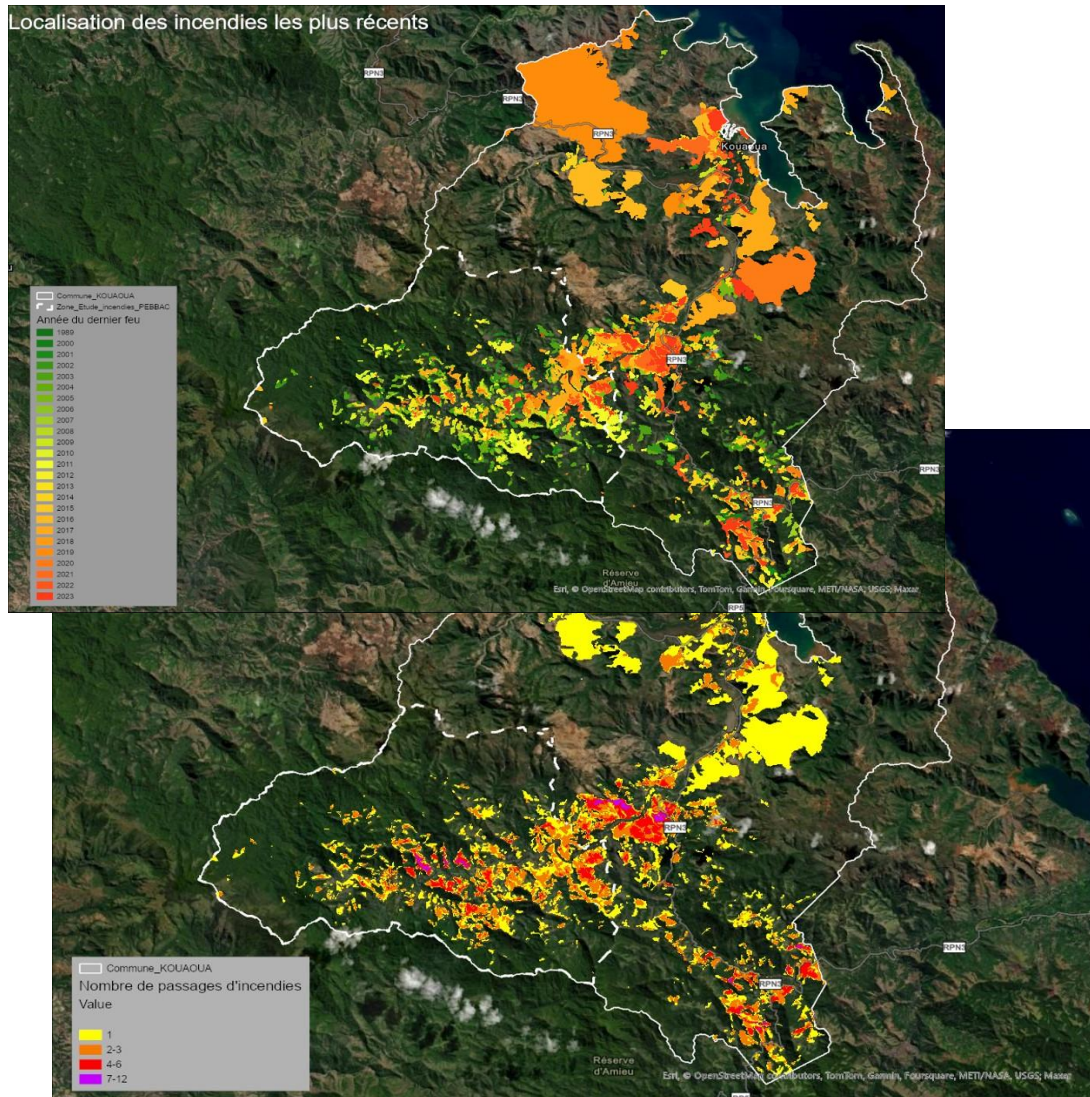 Localisation des incendies les plus récents
RPN3
RPN3
RPN3
Kouaoua
Commune_KOUAOUA
Zone_Etude_incendies_PEBBAC
Année du dernier feu
1989
2000
2001
2002
2003
2004
2005
2006
2007
2008
2009
2010
2011
2012
2013
2014
2015
2016
2017
2018
2019
2020
2021
2022
2023
RPN3
RPN3
RPN3
Réserve
d'Amieu
Esri, © OpenStreetMap contributors, TomTom, Garmin, Foursquare, METI/NASA, USGS, Maxar
RP5
RPN3
RPN3
RPN3
Commune_KOUAOUA
Nombre de passages d'incendies
Value
1
2-3
4-6
7-12
Réserve
d'Amieu
Esri, © OpenStreetMap contributors, TomTom, Garmin, Foursquare, METI/NASA, USGS, Maxar